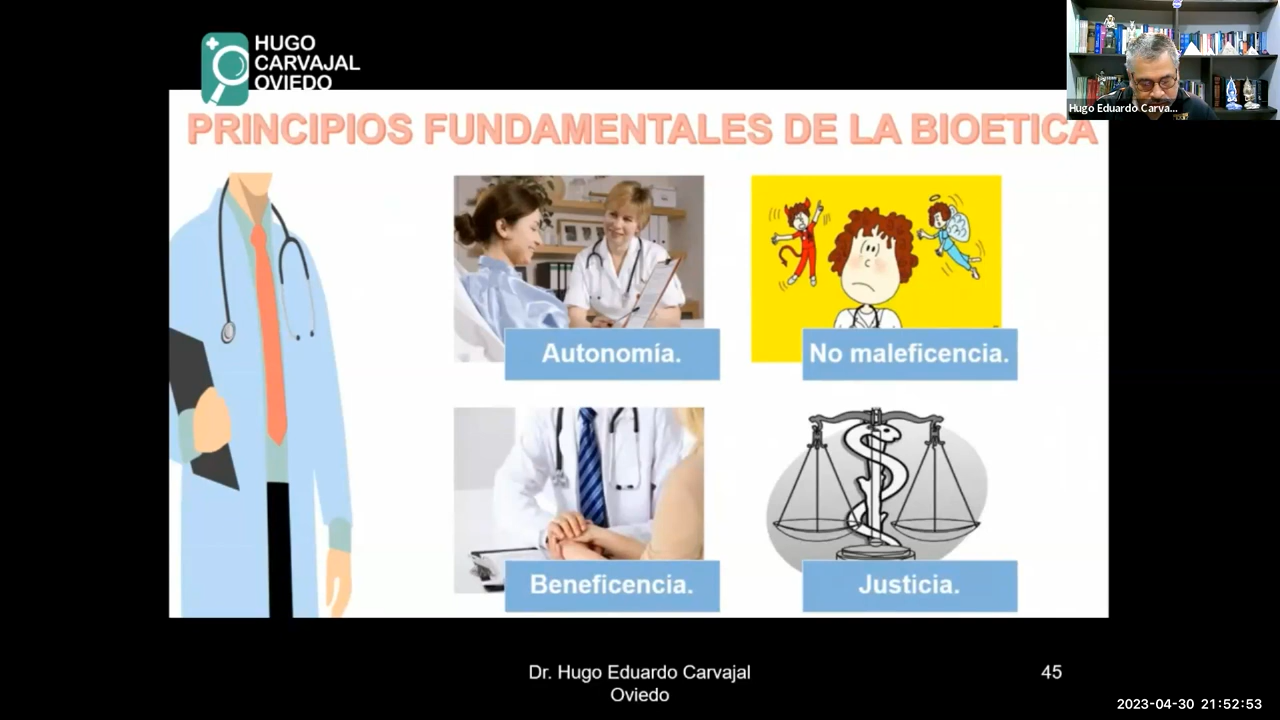 HUGO
CARVAJAL
OVIEDO
Hugo Eduardo Carva...
PRINCIPIOS FUNDAMENTALES DE LA BIOETICA
Autonomía.
No maleficencia.
Beneficencia.
Justicia.
Dr. Hugo Eduardo Carvajal
Oviedo
45
2023-04-30 21:52:53